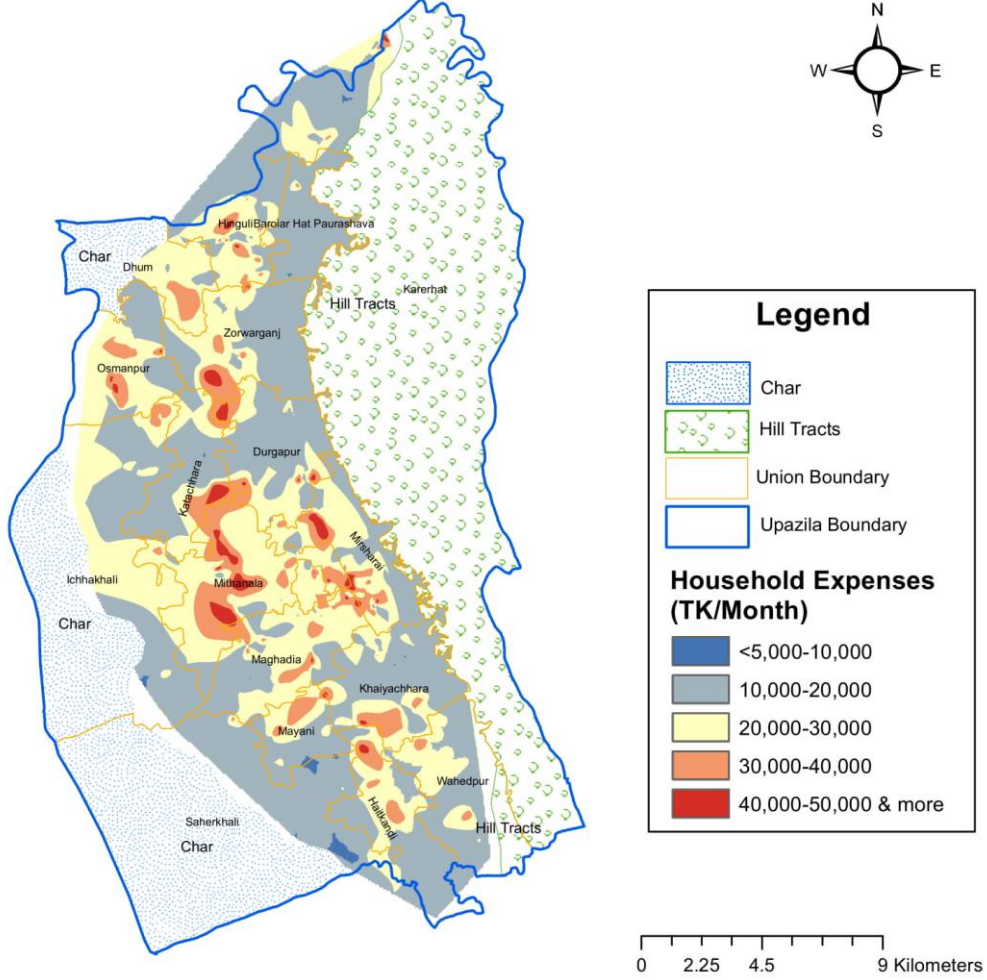 N
W E
S
Hinguli Barolar Hat Paurashava
Char
Dhum
Karerhat
Hill Tracts
Zorwarganj
Osmanpur
Durgapur
Katachhara
Mirsharai
Ichhakhali
Mithanala
Char
Maghadia
Khaiyachhara
Mayani
Wahedpur
Haitkandi
Saherkhali
Hill Tracts
Char
Legend
Char
Hill Tracts
Union Boundary
Upazila Boundary
Household Expenses
(TK/Month)
<5,000-10,000
10,000-20,000
20,000-30,000
30,000-40,000
40,000-50,000 & more
0 2.25 4.5 9 Kilometers